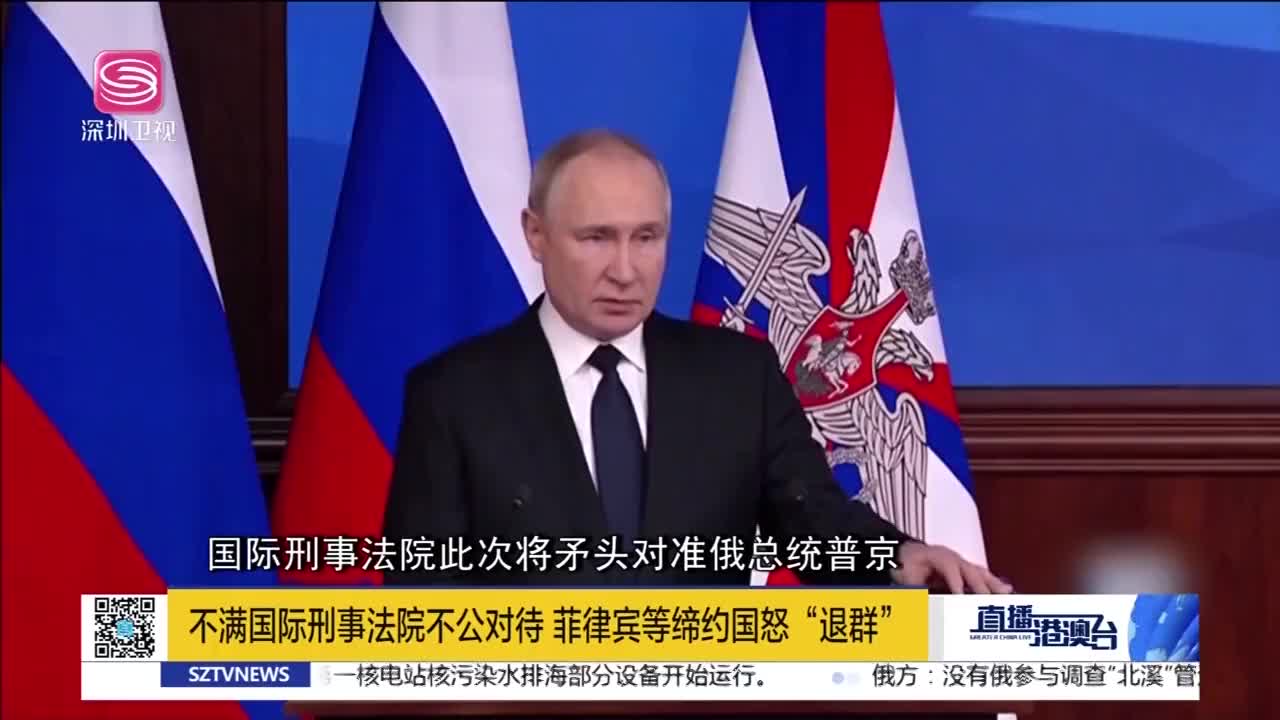 深圳卫视
国际刑事法院此次将矛头对准俄总统普京
不满国际刑事法院不公对待 菲律宾等缔约国怒“退群”
直播港澳台
GREATER CHINA LIVE
SZTVNEWS
一核电站核污染水排海部分设备开始运行。 俄方：没有俄参与调查“北溪”管